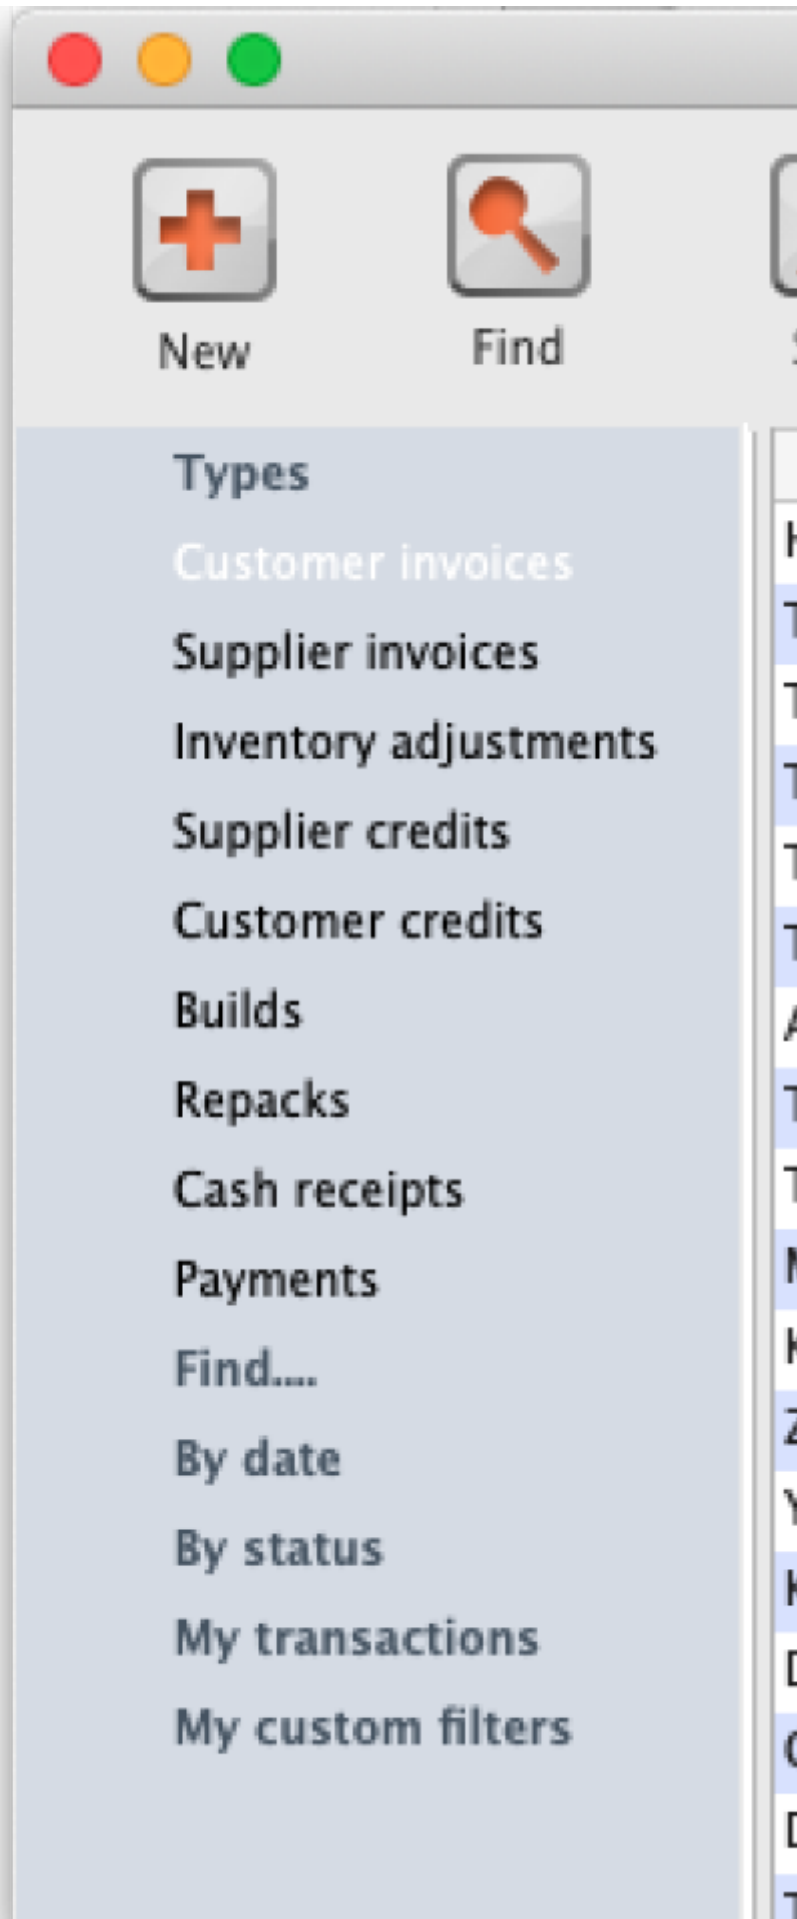 New
Find
Types
Customer invoices
Supplier invoices
Inventory adjustments
Supplier credits
Customer credits
Builds
Repacks
Cash receipts
Payments
Find....
By date
By status
My transactions
My custom filters